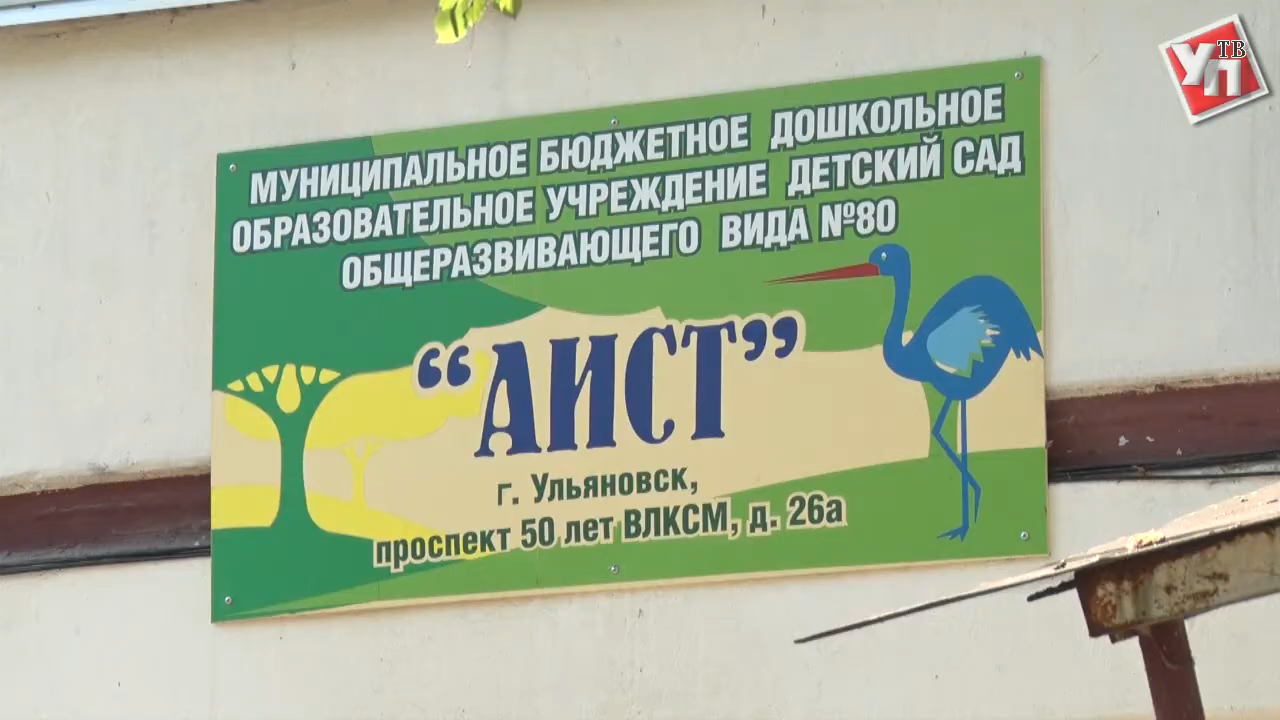 УП ТВ
МУНИЦИПАЛЬНОЕ БЮДЖЕТНОЕ ДОШКОЛЬНОЕ
ОБРАЗОВАТЕЛЬНОЕ УЧРЕЖДЕНИЕ ДЕТСКИЙ САД
ОБЩЕРАЗВИВАЮЩЕГО ВИДА №80
“АИСТ”
г. Ульяновск,
проспект 50 лет ВЛКСМ, д. 26а